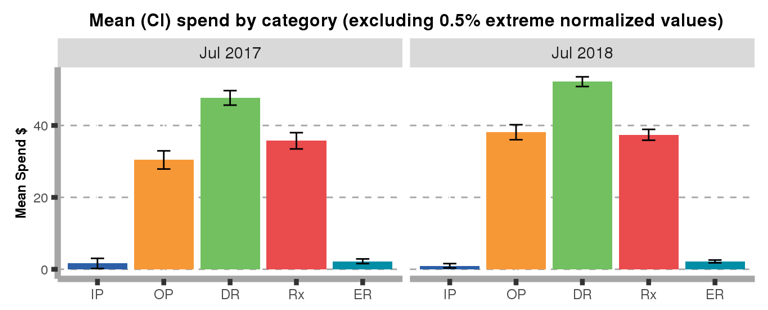 Mean (CI) spend by category (excluding 0.5% extreme normalized values)
Jul 2017 Jul 2018
Mean Spend $
40
20
0
IP OP DR Rx ER IP OP DR Rx ER